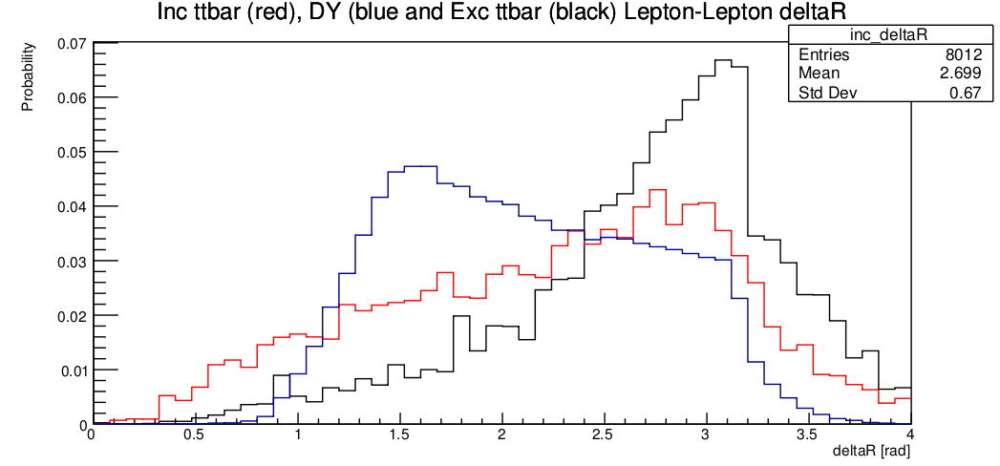 Inc ttbar (red), DY (blue and Exc ttbar (black) Lepton-Lepton deltaR
inc_deltaR
Entries 8012
Mean 2.699
Std Dev 0.67
Probability
0.07
0.06
0.05
0.04
0.03
0.02
0.01
0
0 0.5 1 1.5 2 2.5 3 3.5 4
deltaR [rad]